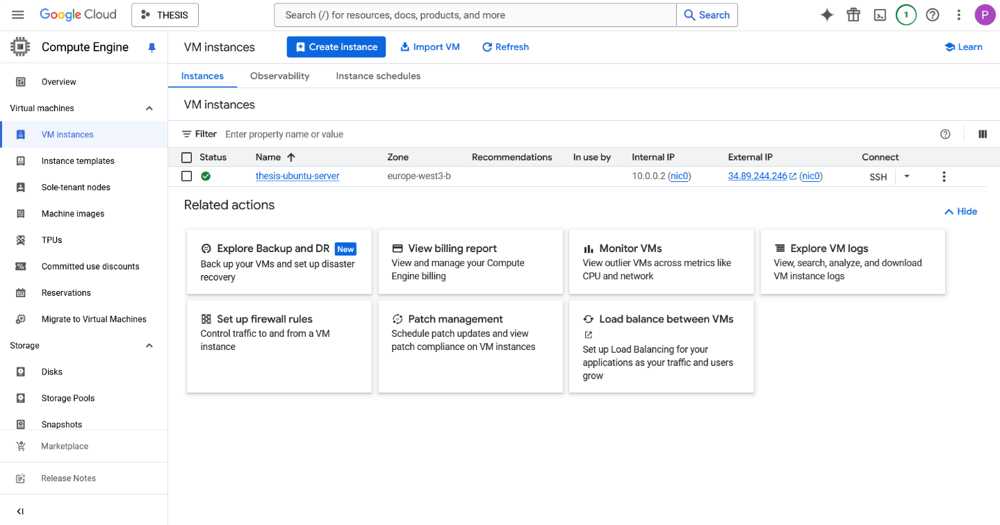 Google Cloud
THESIS
Search (/) for resources, docs, products, and more
Search
1
P
Compute Engine
VM instances
Create instance
Import VM
Refresh
Learn
Overview
Virtual machines
VM instances
Instance templates
Sole-tenant nodes
Machine images
TPUs
Committed use discounts
Reservations
Migrate to Virtual Machines
Storage
Disks
Storage Pools
Snapshots
Marketplace
Release Notes
Instances Observability Instance schedules
VM instances
Filter Enter property name or value
Status Name Zone Recommendations In use by Internal IP External IP Connect
thesis-ubuntu-server europe-west3-b 10.0.0.2 (nic0) 34.89.244.246 (nic0) SSH
Related actions
Hide
Explore Backup and DR New
Back up your VMs and set up disaster
recovery
View billing report
View and manage your Compute
Engine billing
Monitor VMs
View outlier VMs across metrics like
CPU and network
Explore VM logs
View, search, analyze, and download
VM instance logs
Set up firewall rules
Control traffic to and from a VM
instance
Patch management
Schedule patch updates and view
patch compliance on VM instances
Load balance between VMs
Set up Load Balancing for your
applications as your traffic and users
grow